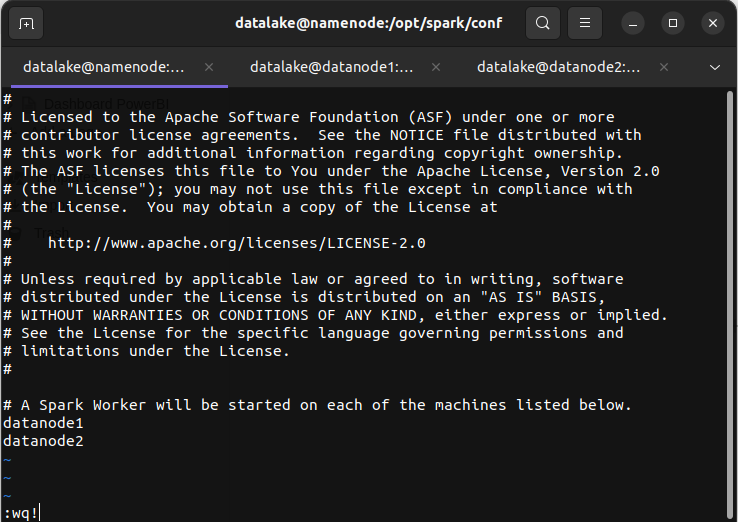 datalake@namenode:/opt/spark/conf
datalake@namenode:... datalake@datanode1:... datalake@datanode2:...
#
# Licensed to the Apache Software Foundation (ASF) under one or more
# contributor license agreements.  See the NOTICE file distributed with
# this work for additional information regarding copyright ownership.
# The ASF licenses this file to You under the Apache License, Version 2.0
# (the "License"); you may not use this file except in compliance with
# the License.  You may obtain a copy of the License at
#
#    http://www.apache.org/licenses/LICENSE-2.0
#
# Unless required by applicable law or agreed to in writing, software
# distributed under the License is distributed on an "AS IS" BASIS,
# WITHOUT WARRANTIES OR CONDITIONS OF ANY KIND, either express or implied.
# See the License for the specific language governing permissions and
# limitations under the License.
#

# A Spark Worker will be started on each of the machines listed below.
datanode1
datanode2
~
~
~
:wq!
Dashboard PowerBI
Trash